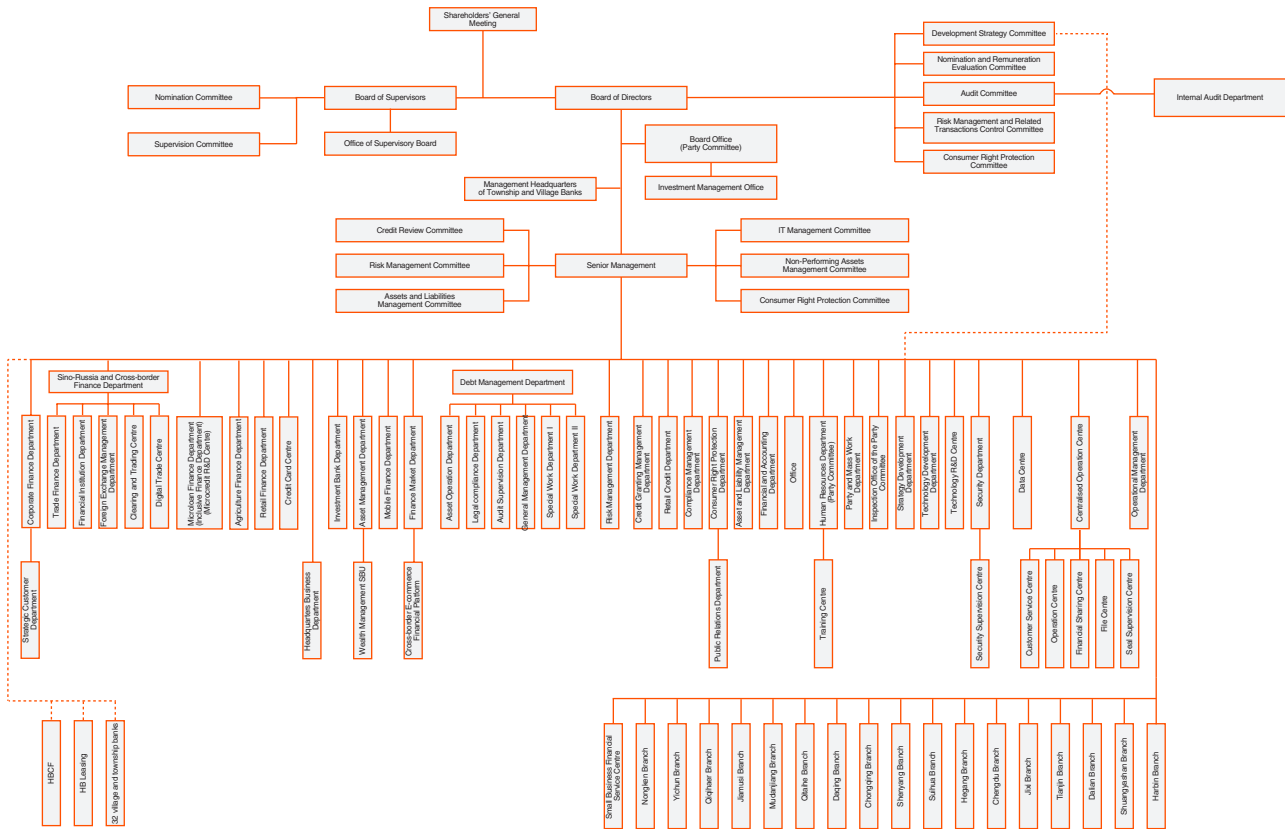 Shareholders' General
Meeting
Development Strategy Committee
Nomination and Remuneration
Evaluation Committee
Nomination Committee
Board of Supervisors
Board of Directors
Audit Committee
Internal Audit Department
Supervision Committee
Office of Supervisory Board
Board Office
(Party Committee)
Risk Management and Related
Transactions Control Committee
Consumer Right Protection
Committee
Management Headquarters
of Township and Village Banks
Investment Management Office
Credit Review Committee
IT Management Committee
Risk Management Committee
Senior Management
Non-Performing Assets
Management Committee
Assets and Liabilities
Management Committee
Consumer Right Protection Committee
Sino-Russia and Cross-border
Finance Department
Debt Management Department
Corporate Finance Department
Trade Finance Department
Financial Institution Department
Foreign Exchange Management
Department
Clearing and Trading Centre
Digital Trade Centre
Microloan Finance Department
(Inclusive Finance Department)
(Microcredit R&D Centre)
Agriculture Finance Department
Retail Finance Department
Credit Card Centre
Investment Bank Department
Asset Management Department
Mobile Finance Department
Finance Market Department
Asset Operation Department
Legal compliance Department
Audit Supervision Department
General Management Department
Special Work Department I
Special Work Department II
Risk Management Department
Credit Granting Management
Department
Retail Credit Department
Compliance Management
Department
Consumer Right Protection
Department
Asset and Liability Management
Department
Financial and Accounting
Department
Office
Human Resources Department
(Party Committee)
Party and Mass Work
Department
Inspection Office of the Party
Committee
Strategy Development
Department
Technology Development
Department
Technology R&D Centre
Security Department
Data Centre
Centralised Operation Centre
Operational Management
Department
Strategic Customer
Department
Headquarters Business
Department
Wealth Management SBU
Cross-border E-commerce
Financial Platform
Public Relations Department
Training Centre
Security Supervision Centre
Customer Service Centre
Operation Centre
Financial Sharing Centre
File Centre
Seal Supervision Centre
HBCF
HB Leasing
32 village and township banks
Small Business Financial
Service Centre
Nongken Branch
Yichun Branch
Qiqihaer Branch
Jiamusi Branch
Mudanjiang Branch
Qitaihe Branch
Daqing Branch
Chongqing Branch
Shenyang Branch
Suihua Branch
Hegang Branch
Chengdu Branch
Jixi Branch
Tianjin Branch
Dalian Branch
Shuangyashan Branch
Harbin Branch